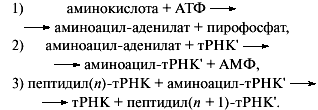 1) аминокислота + АТФ ⟶
⟶ аминоацил-аденилат + пирофосфат,
2) аминоацил-аденилат + тРНК′ ⟶
⟶ аминоацил-тРНК′ + АМФ,
3) пептидил(n)-тРНК + аминоацил-тРНК′ ⟶
⟶ тРНК + пептидил(n + 1)-тРНК′.